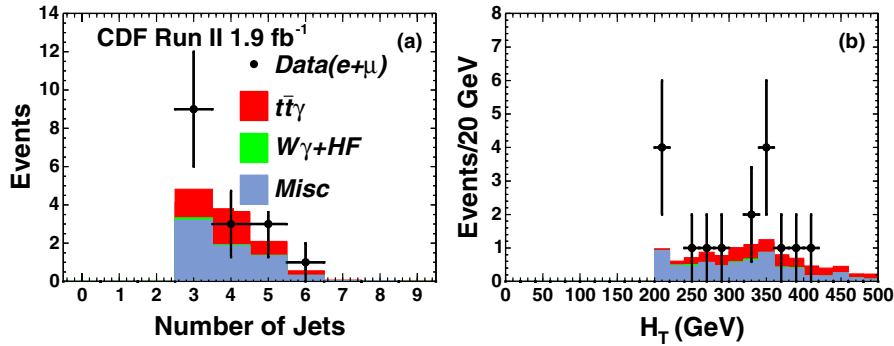 CDF Run II 1.9 fb⁻¹ (a)
Data(e+μ)
tt̄γ
Wγ+HF
Misc
Events
14
12
10
8
6
4
2
0
0 1 2 3 4 5 6 7 8 9
Number of Jets
(b)
Events/20 GeV
8
7
6
5
4
3
2
1
0
0 50 100 150 200 250 300 350 400 450 500
H_T (GeV)